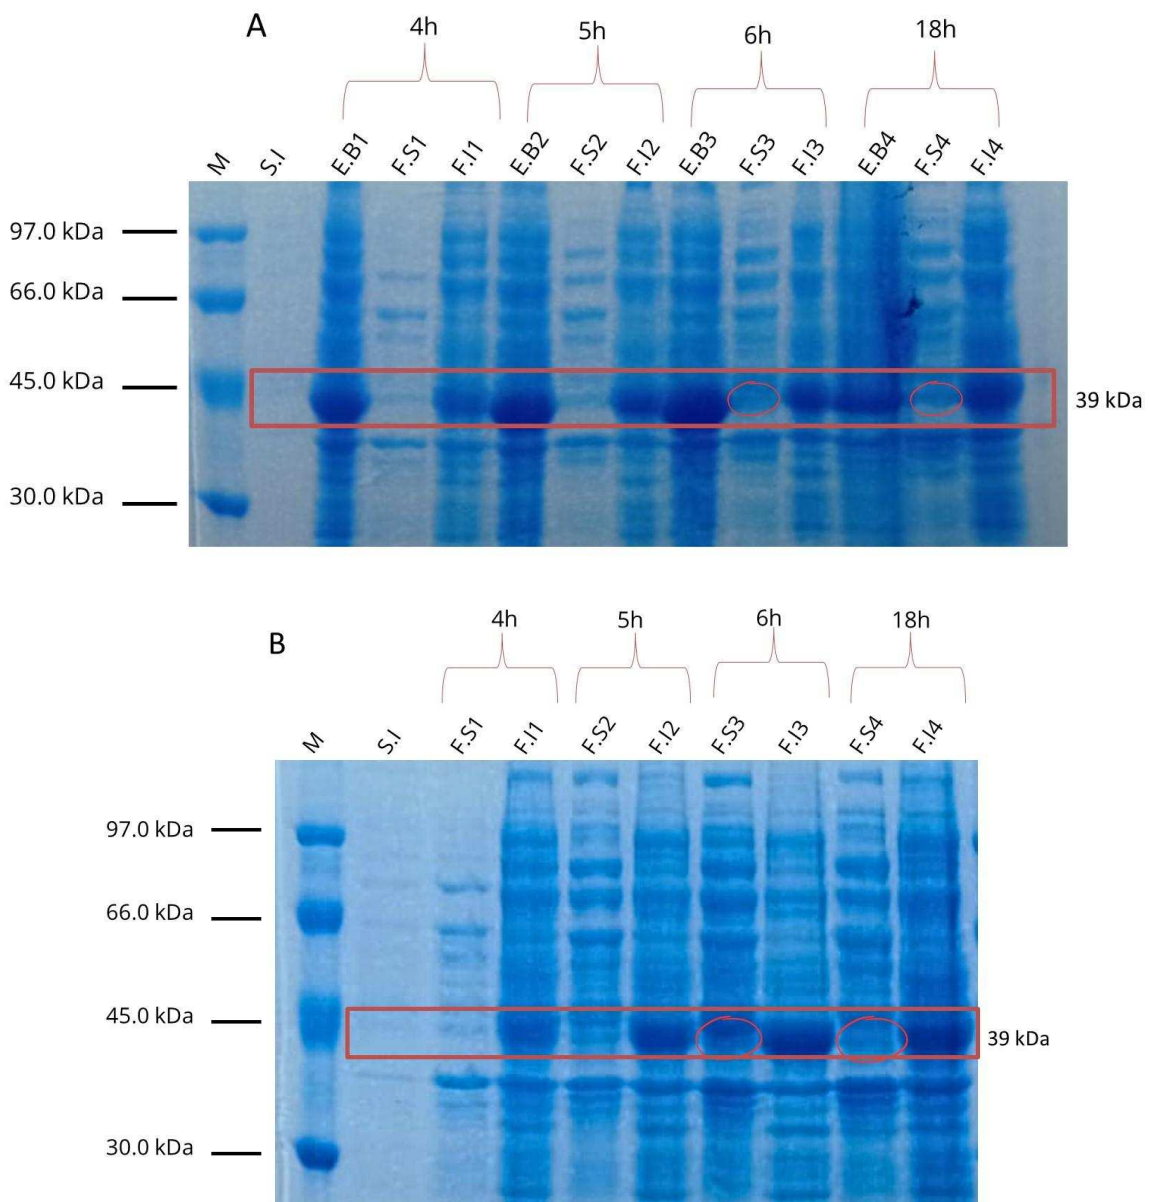 A
4h
5h
6h
18h
M
S.I
E.B1
F.S1
F.I1
E.B2
F.S2
F.I2
E.B3
F.S3
F.I3
E.B4
F.S4
F.I4
97.0 kDa
66.0 kDa
45.0 kDa
39 kDa
30.0 kDa
B
4h
5h
6h
18h
M
S.I
F.S1
F.I1
F.S2
F.I2
F.S3
F.I3
F.S4
F.I4
97.0 kDa
66.0 kDa
45.0 kDa
39 kDa
30.0 kDa